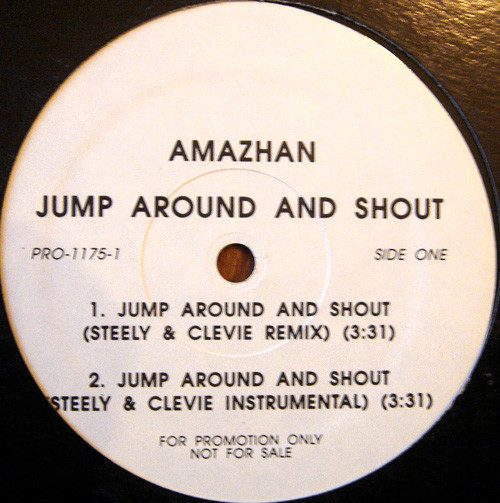 AMAZHAN
JUMP AROUND AND SHOUT
PRO-1175-1 SIDE ONE
1. JUMP AROUND AND SHOUT
(STEELY & CLEVIE REMIX) (3:31)
2. JUMP AROUND AND SHOUT
(STEELY & CLEVIE INSTRUMENTAL) (3:31)
FOR PROMOTION ONLY
NOT FOR SALE